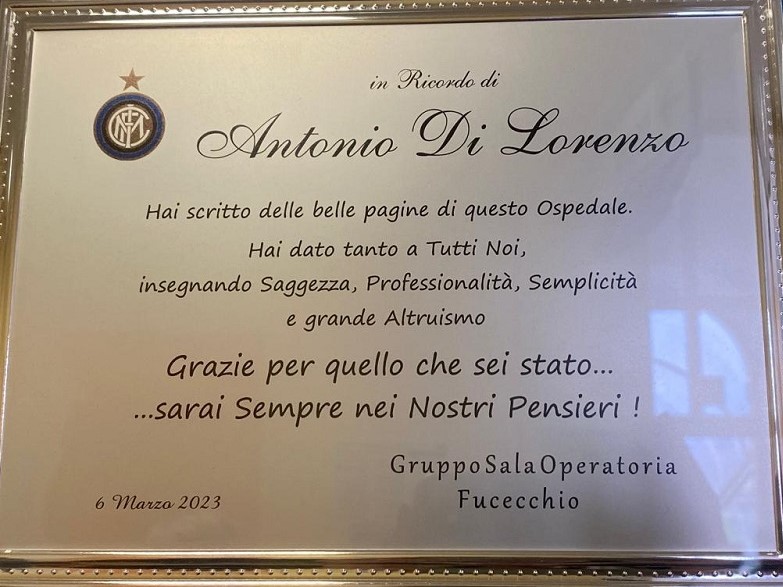 in Ricordo di
Antonio Di Lorenzo
Hai scritto delle belle pagine di questo Ospedale.
Hai dato tanto a Tutti Noi,
insegnando Saggezza, Professionalità, Semplicità
e grande Altruismo
Grazie per quello che sei stato...
...sarai Sempre nei Nostri Pensieri !
GruppoSalaOperatoria
Fucecchio
6 Marzo 2023